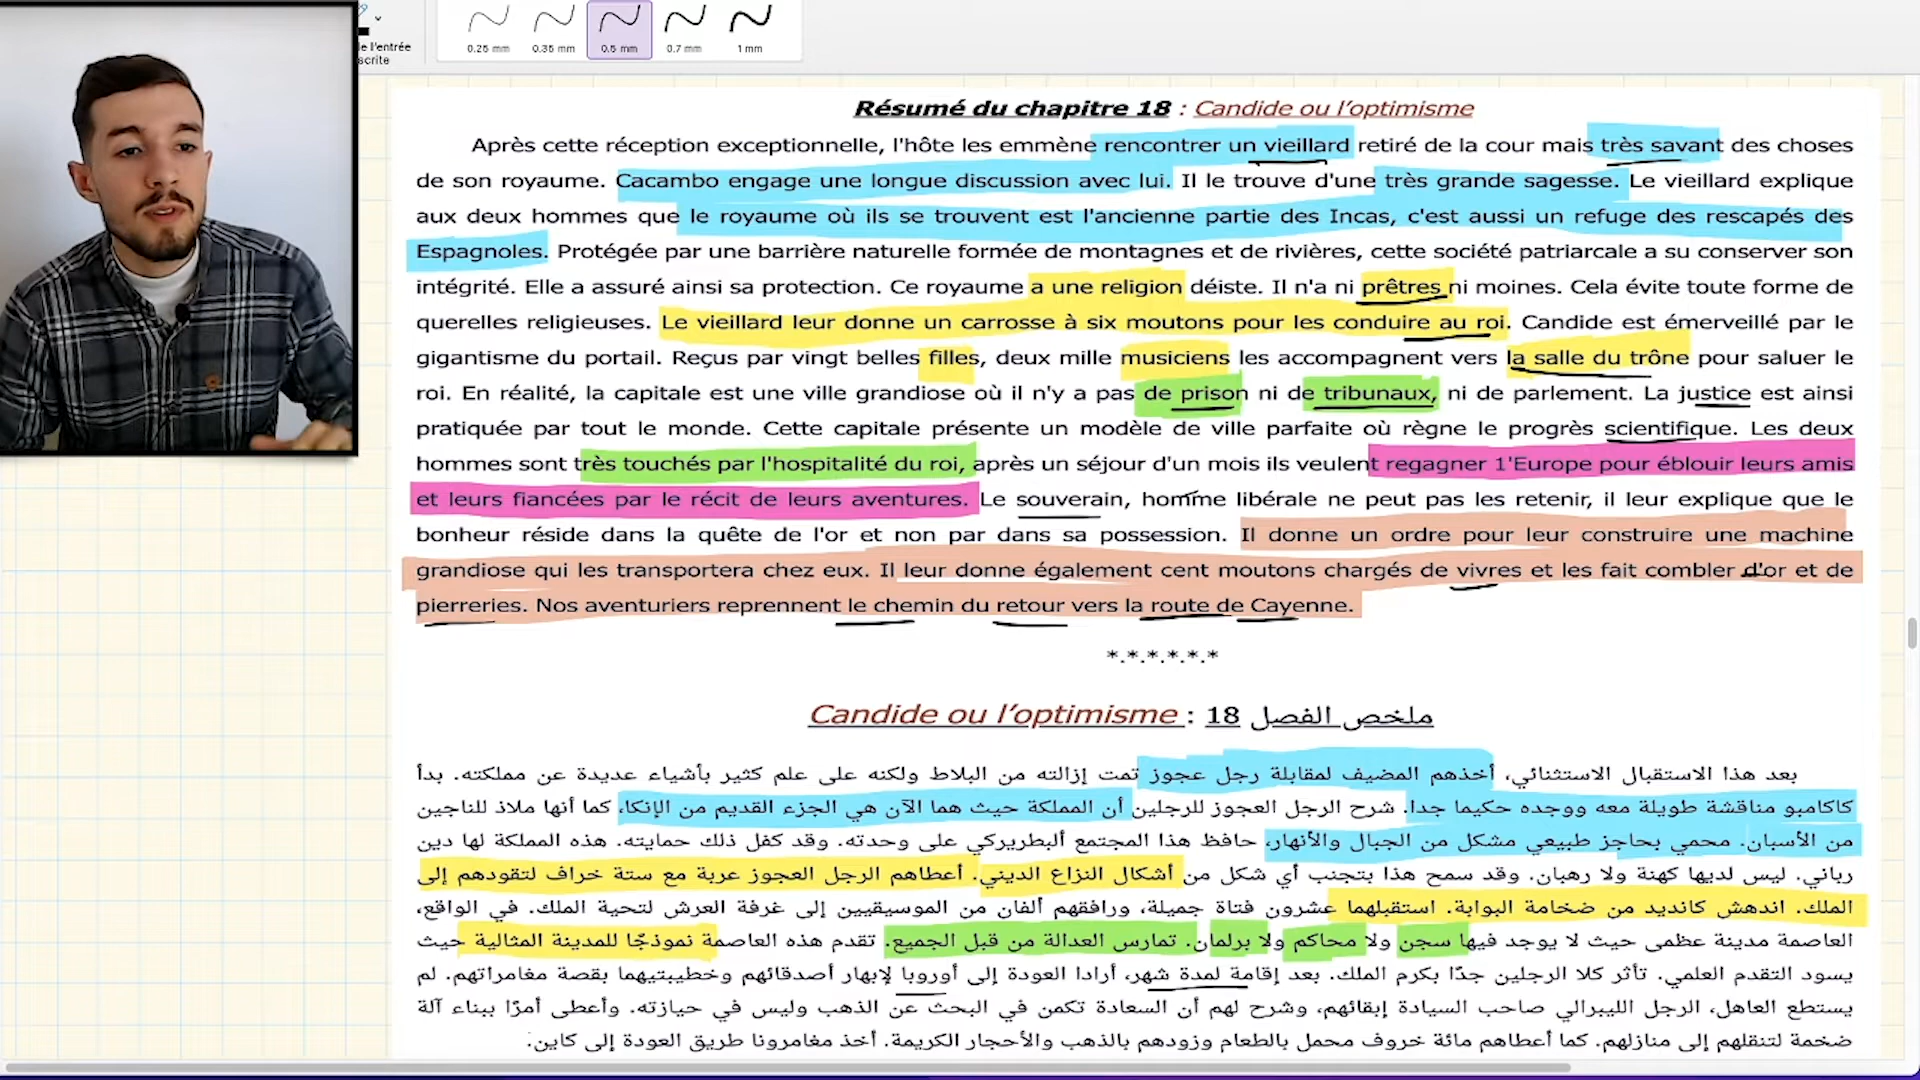 de l'entrée
scrite
0.25 mm 0.35 mm 0.5 mm 0.7 mm 1 mm
Résumé du chapitre 18 : Candide ou l'optimisme
Après cette réception exceptionnelle, l'hôte les emmène rencontrer un vieillard retiré de la cour mais très savant des choses
de son royaume. Cacambo engage une longue discussion avec lui. Il le trouve d'une très grande sagesse. Le vieillard explique
aux deux hommes que le royaume où ils se trouvent est l'ancienne partie des Incas, c'est aussi un refuge des rescapés des
Espagnoles. Protégée par une barrière naturelle formée de montagnes et de rivières, cette société patriarcale a su conserver son
intégrité. Elle a assuré ainsi sa protection. Ce royaume a une religion déiste. Il n'a ni prêtres ni moines. Cela évite toute forme de
querelles religieuses. Le vieillard leur donne un carrosse à six moutons pour les conduire au roi. Candide est émerveillé par le
gigantisme du portail. Reçus par vingt belles filles, deux mille musiciens les accompagnent vers la salle du trône pour saluer le
roi. En réalité, la capitale est une ville grandiose où il n'y a pas de prison ni de tribunaux, ni de parlement. La justice est ainsi
pratiquée par tout le monde. Cette capitale présente un modèle de ville parfaite où règne le progrès scientifique. Les deux
hommes sont très touchés par l'hospitalité du roi, après un séjour d'un mois ils veulent regagner 1'Europe pour éblouir leurs amis
et leurs fiancées par le récit de leurs aventures. Le souverain, homme libérale ne peut pas les retenir, il leur explique que le
bonheur réside dans la quête de l'or et non par dans sa possession. Il donne un ordre pour leur construire une machine
grandiose qui les transportera chez eux. Il leur donne également cent moutons chargés de vivres et les fait combler d'or et de
pierreries. Nos aventuriers reprennent le chemin du retour vers la route de Cayenne.
*.*.*.*.*.*
Candide ou l'optimisme : 18 ملخص الفصل
بعد هذا الاستقبال الاستثنائي، أخذهم المضيف لمقابلة رجل عجوز تمت إزالته من البلاط ولكنه على علم كثير بأشياء عديدة عن مملكته. بدأ
كاكامبو مناقشة طويلة معه ووجده حكيما جدا. شرح الرجل العجوز للرجلين أن المملكة حيث هما الآن هي الجزء القديم من الإنكا، كما أنها ملاذ للناجين
من الأسبان. محمي بحاجز طبيعي مشكل من الجبال والأنهار، حافظ هذا المجتمع ألبطريركي على وحدته. وقد كفل ذلك حمايته. هذه المملكة لها دين
رباني. ليس لديها كهنة ولا رهبان. وقد سمح هذا بتجنب أي شكل من أشكال النزاع الديني. أعطاهم الرجل العجوز عربة مع ستة خراف لتقودهم إلى
الملك. اندهش كانديد من ضخامة البوابة. استقبلهما عشرون فتاة جميلة، ورافقهم ألفان من الموسيقيين إلى غرفة العرش لتحية الملك. في الواقع،
العاصمة مدينة عظمى حيث لا يوجد فيها سجن ولا محاكم ولا برلمان. تمارس العدالة من قبل الجميع. تقدم هذه العاصمة نموذجًا للمدينة المثالية حيث
يسود التقدم العلمي. تأثر كلا الرجلين جدًا بكرم الملك. بعد إقامة لمدة شهر، أرادا العودة إلى أوروبا لإبهار أصدقائهم وخطيبتيهما بقصة مغامراتهم. لم
يستطع العاهل، الرجل الليبرالي صاحب السيادة إبقائهم، وشرح لهم أن السعادة تكمن في البحث عن الذهب وليس في حيازته. وأعطى أمرًا ببناء آلة
ضخمة لتنقلهم إلى منازلهم. كما أعطاهم مائة خروف محمل بالطعام وزودهم بالذهب والأحجار الكريمة. أخذ مغامرونا طريق العودة إلى كاين.